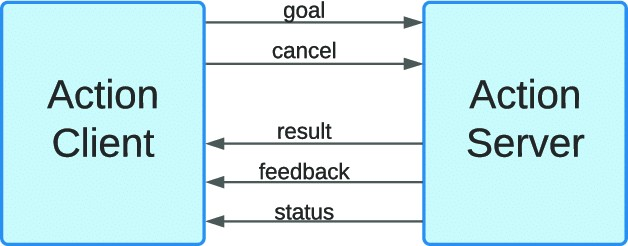 Action
Client
goal
cancel
result
feedback
status
Action
Server